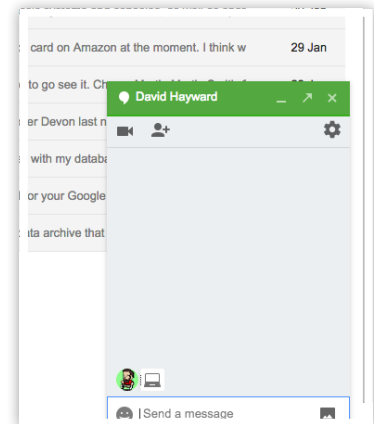 card on Amazon at the moment. I think w 29 Jan
to go see it. Ch
David Hayward
er Devon last n
with my databa
or your Google
ata archive that
Send a message